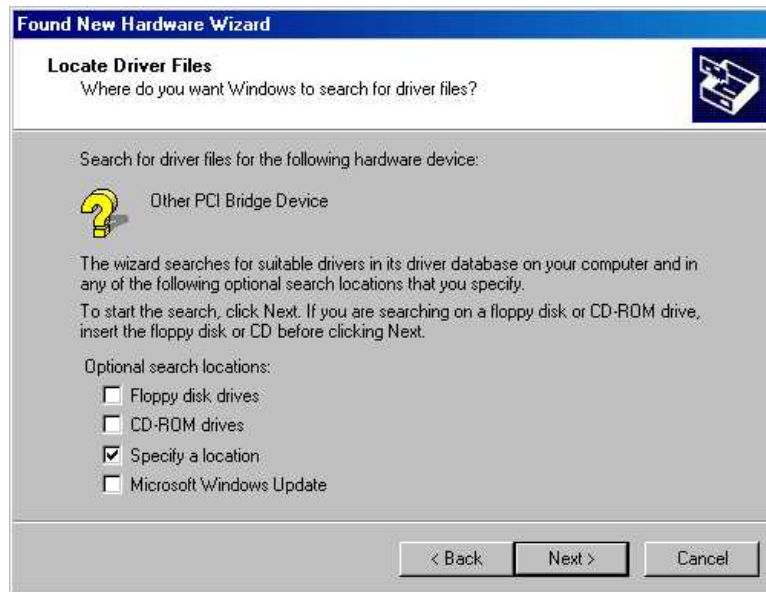 Found New Hardware Wizard
Locate Driver Files
Where do you want Windows to search for driver files?
Search for driver files for the following hardware device:
Other PCI Bridge Device
The wizard searches for suitable drivers in its driver database on your computer and in
any of the following optional search locations that you specify.
To start the search, click Next. If you are searching on a floppy disk or CD-ROM drive,
insert the floppy disk or CD before clicking Next.
Optional search locations:
Floppy disk drives
CD-ROM drives
Specify a location
Microsoft Windows Update
< Back Next > Cancel